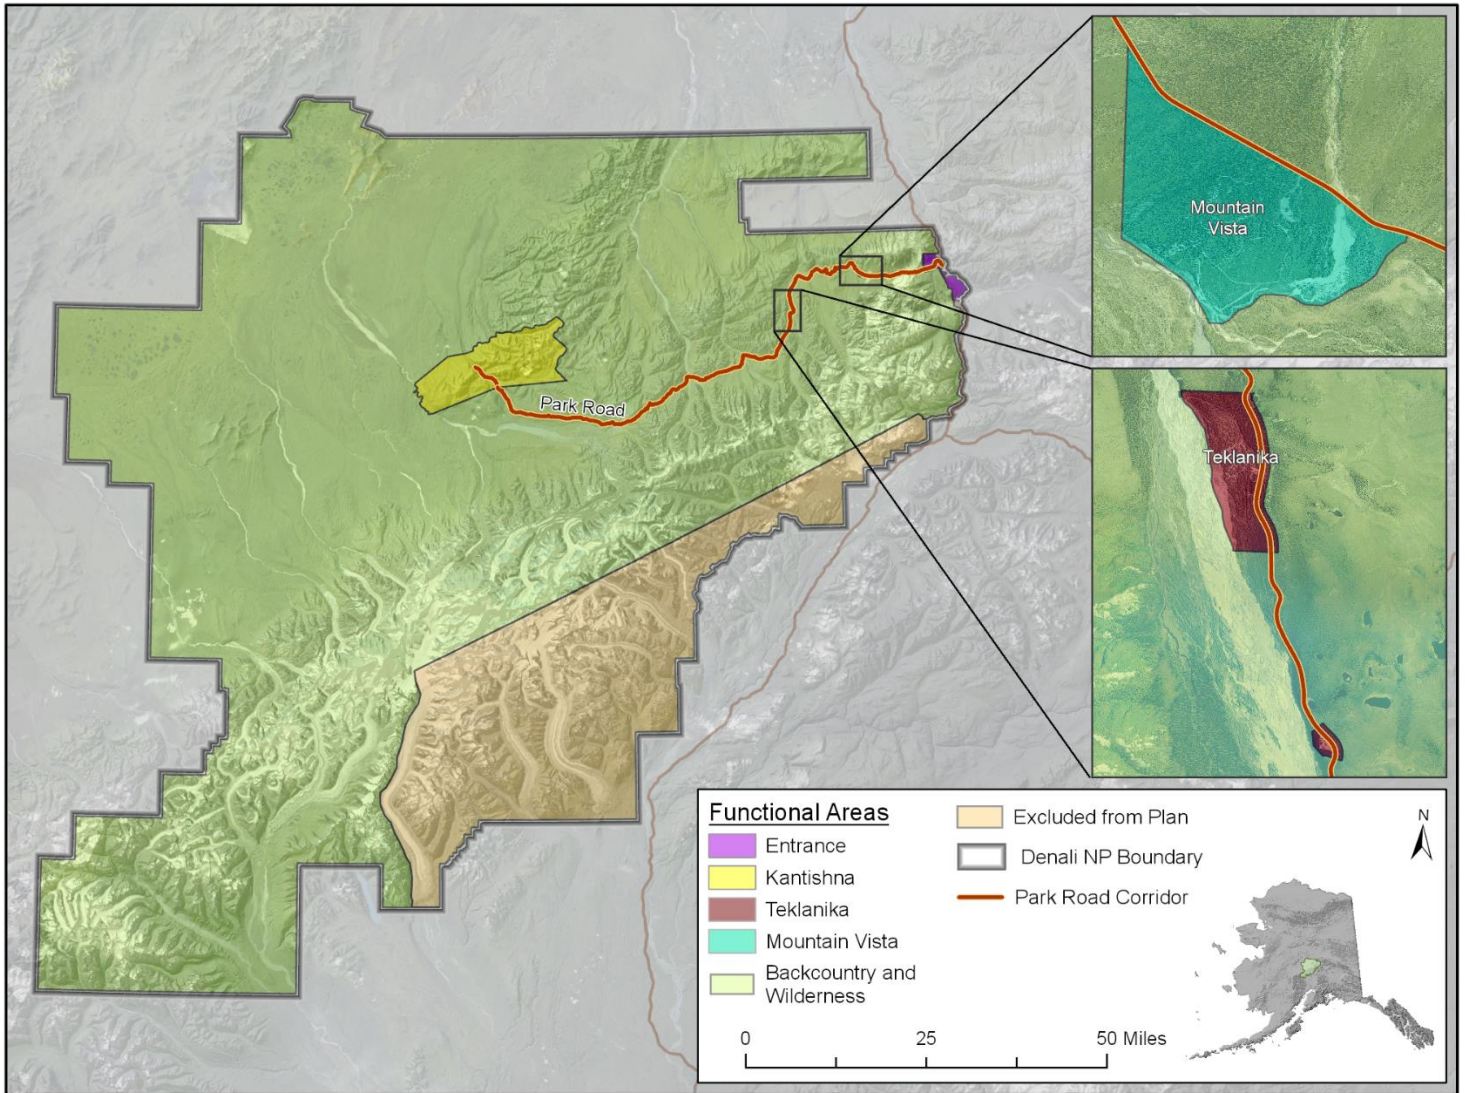 Mountain
Vista
Park Road
Teklanika
Functional Areas
Entrance
Kantishna
Teklanika
Mountain Vista
Backcountry and
Wilderness
Excluded from Plan
Denali NP Boundary
Park Road Corridor
N
0 25 50 Miles